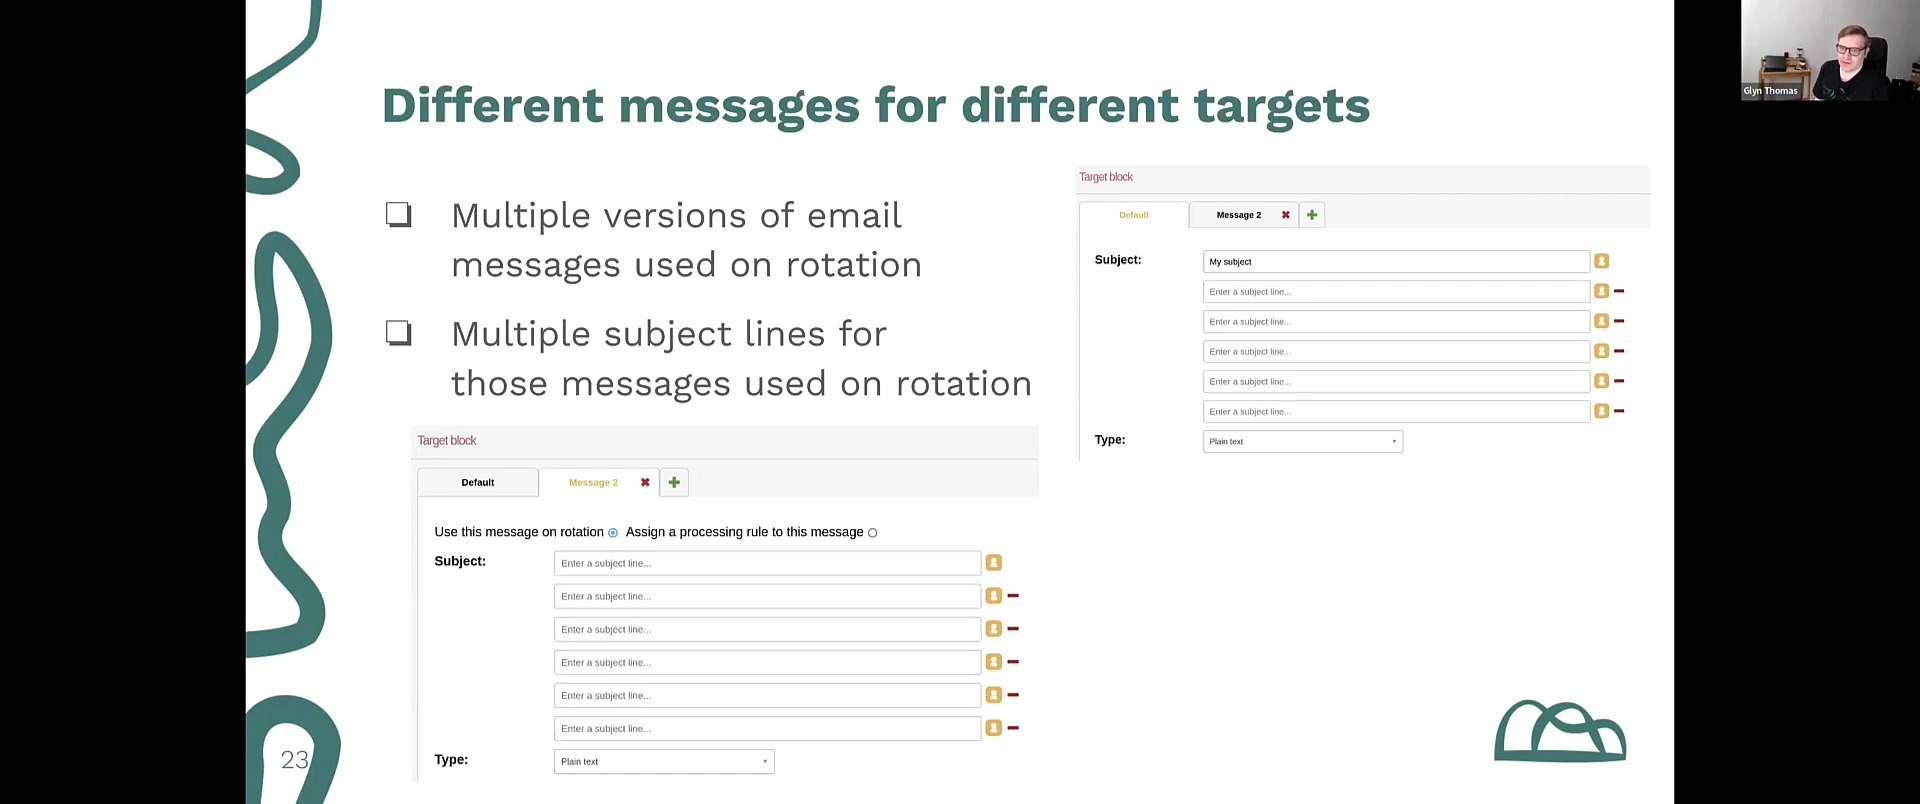 Different messages for different targets
Multiple versions of email
messages used on rotation
Multiple subject lines for
those messages used on rotation
Target block
Default
Message 2
Subject:
My subject
Enter a subject line...
Enter a subject line...
Enter a subject line...
Enter a subject line...
Enter a subject line...
Type:
Plain text
Target block
Default
Message 2
Use this message on rotation
Assign a processing rule to this message
Subject:
Enter a subject line...
Enter a subject line...
Enter a subject line...
Enter a subject line...
Enter a subject line...
Enter a subject line...
Type:
Plain text
23
Glyn Thomas